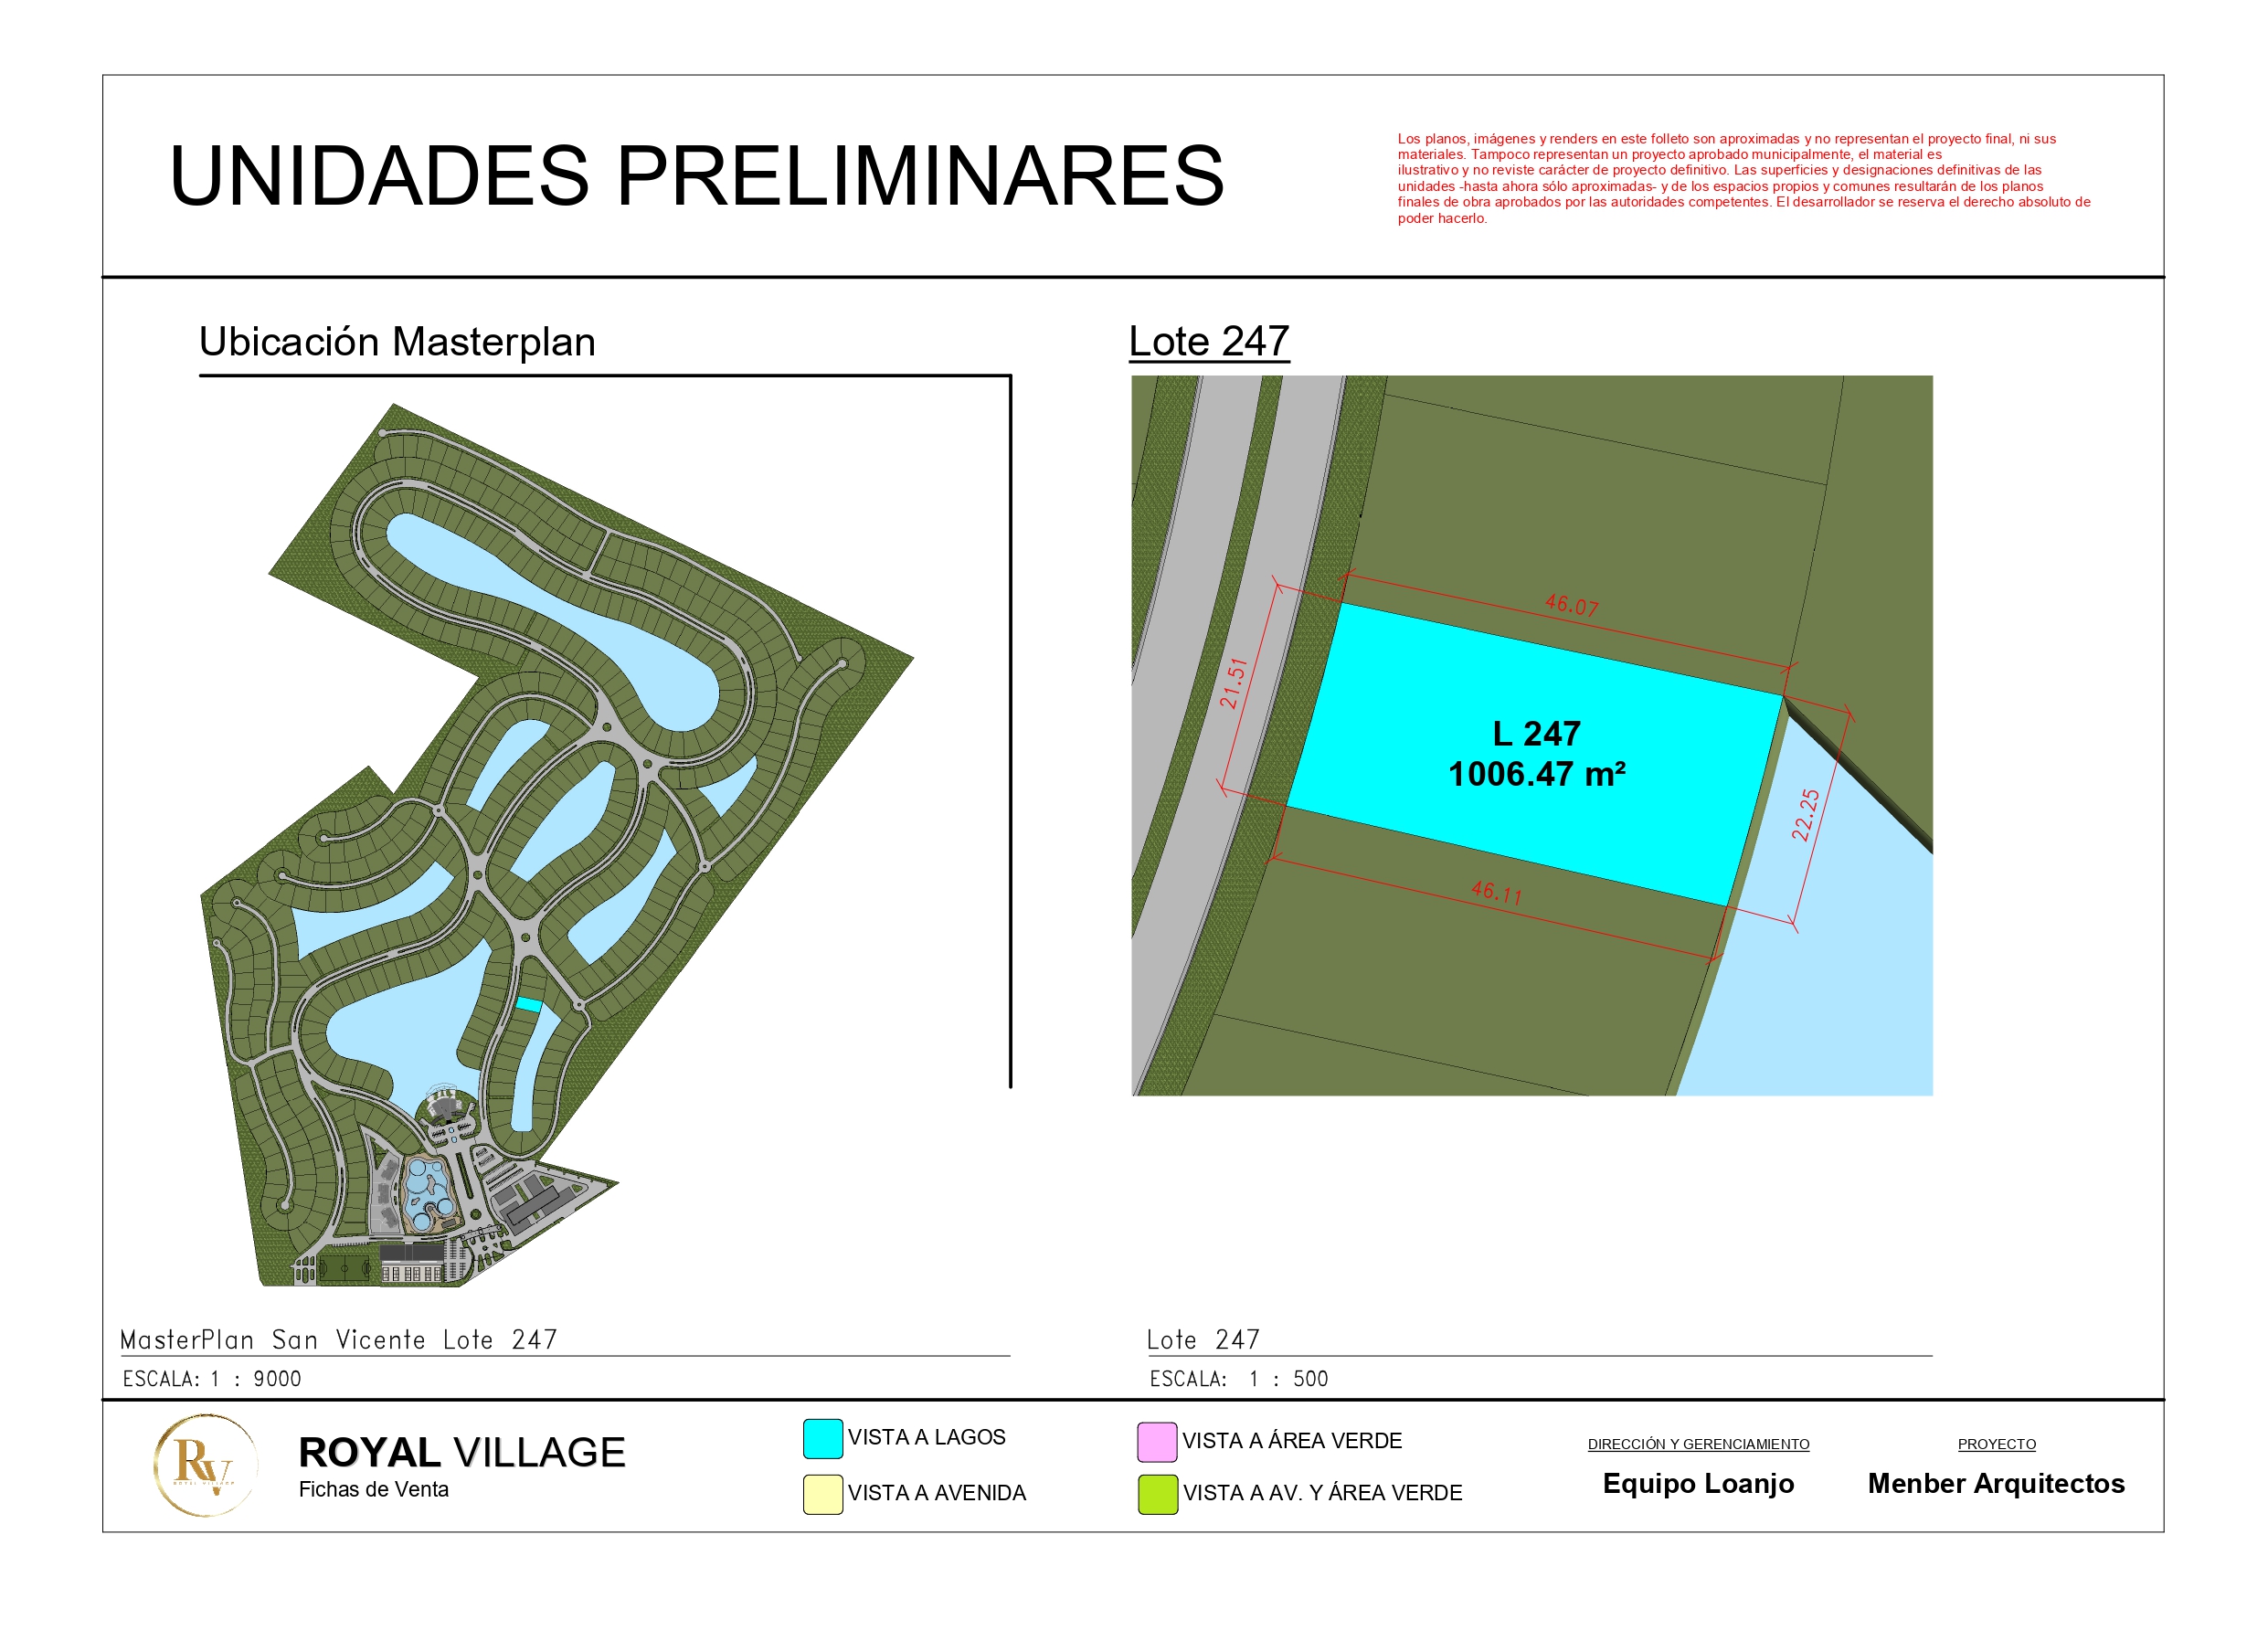 UNIDADES PRELIMINARES
Los planos, imágenes y renders en este folleto son aproximadas y no representan el proyecto final, ni sus
materiales. Tampoco representan un proyecto aprobado municipalmente, el material es
ilustrativo y no reviste carácter de proyecto definitivo. Las superficies y designaciones definitivas de las
unidades -hasta ahora sólo aproximadas- y de los espacios propios y comunes resultarán de los planos
finales de obra aprobados por las autoridades competentes. El desarrollador se reserva el derecho absoluto de
poder hacerlo.
Ubicación Masterplan
Lote 247
46.07
21.51
L 247
1006.47 m²
22.25
46.11
MasterPlan San Vicente Lote 247
ESCALA: 1 : 9000
Lote 247
ESCALA: 1 : 500
RV
ROYAL VILLAGE
ROYAL VILLAGE
Fichas de Venta
VISTA A LAGOS
VISTA A AVENIDA
VISTA A ÁREA VERDE
VISTA A AV. Y ÁREA VERDE
DIRECCIÓN Y GERENCIAMIENTO
Equipo Loanjo
PROYECTO
Menber Arquitectos